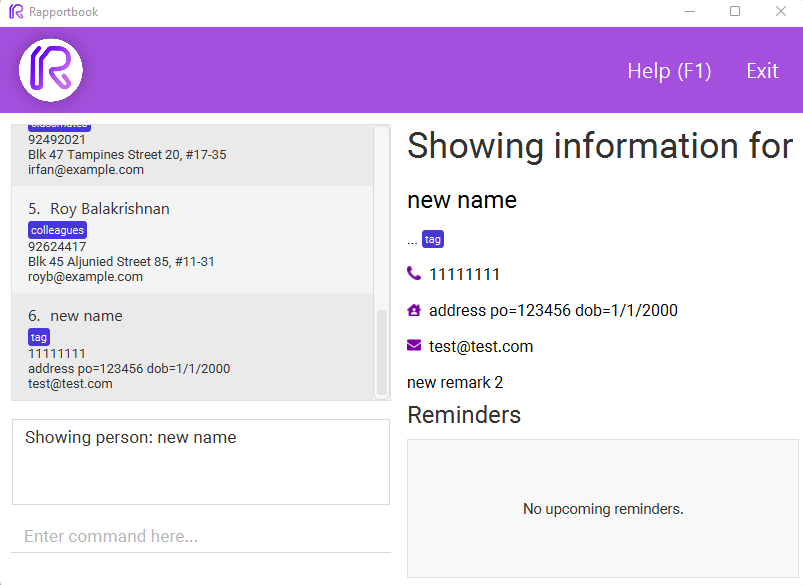 Rapportbook
Help (F1)
Exit
classmates
92492021
Blk 47 Tampines Street 20, #17-35
irfan@example.com
5. Roy Balakrishnan
colleagues
92624417
Blk 45 Aljunied Street 85, #11-31
royb@example.com
6. new name
tag
11111111
address po=123456 dob=1/1/2000
test@test.com
Showing person: new name
Enter command here...
Showing information for
new name
... tag
11111111
address po=123456 dob=1/1/2000
test@test.com
new remark 2
Reminders
No upcoming reminders.